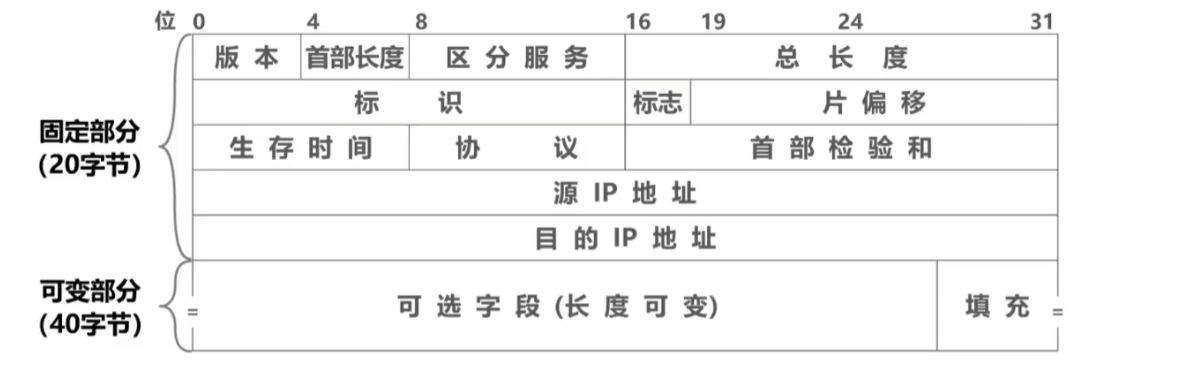 位 0 4 8 16 19 24 31
版 本 首部长度 区 分 服 务 总 长 度
标 识 标志 片 偏 移
固定部分
(20字节)
生 存 时 间 协 议 首 部 检 验 和
源 IP 地 址
目 的 IP 地 址
可变部分
(40字节)
= 可 选 字 段 (长 度 可 变) 填 充 =